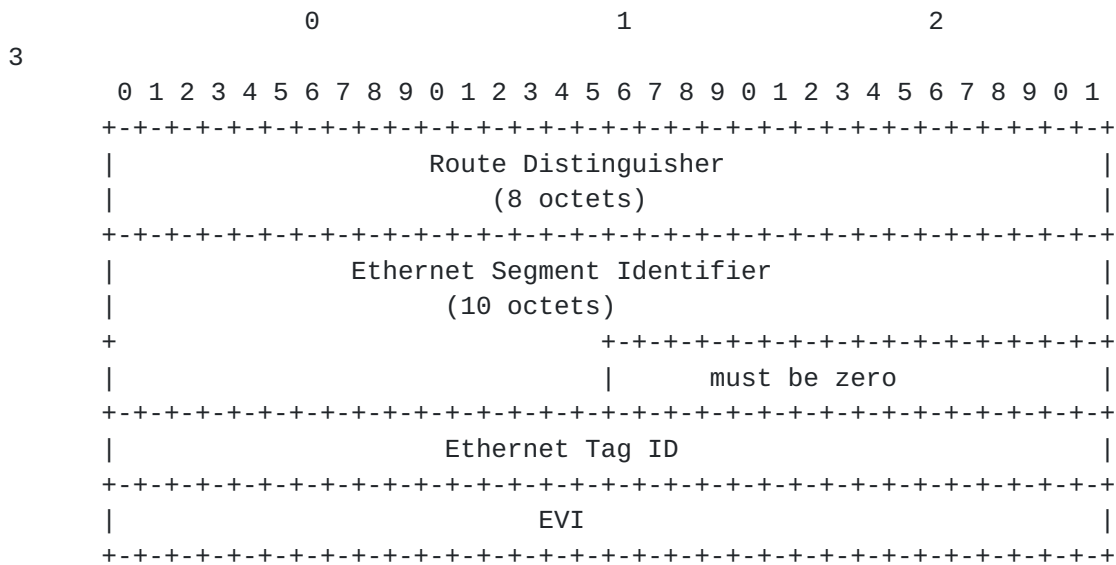 0                   1                   2
3
        0 1 2 3 4 5 6 7 8 9 0 1 2 3 4 5 6 7 8 9 0 1 2 3 4 5 6 7 8 9 0 1
       +-+-+-+-+-+-+-+-+-+-+-+-+-+-+-+-+-+-+-+-+-+-+-+-+-+-+-+-+-+-+-+-+
       |                    Route Distinguisher                        |
       |                        (8 octets)                             |
       +-+-+-+-+-+-+-+-+-+-+-+-+-+-+-+-+-+-+-+-+-+-+-+-+-+-+-+-+-+-+-+-+
       |               Ethernet Segment Identifier                     |
       |                     (10 octets)                               |
       +                               +-+-+-+-+-+-+-+-+-+-+-+-+-+-+-+-+
       |                               |      must be zero             |
       +-+-+-+-+-+-+-+-+-+-+-+-+-+-+-+-+-+-+-+-+-+-+-+-+-+-+-+-+-+-+-+-+
       |                     Ethernet Tag ID                           |
       +-+-+-+-+-+-+-+-+-+-+-+-+-+-+-+-+-+-+-+-+-+-+-+-+-+-+-+-+-+-+-+-+
       |                           EVI                                 |
       +-+-+-+-+-+-+-+-+-+-+-+-+-+-+-+-+-+-+-+-+-+-+-+-+-+-+-+-+-+-+-+-+